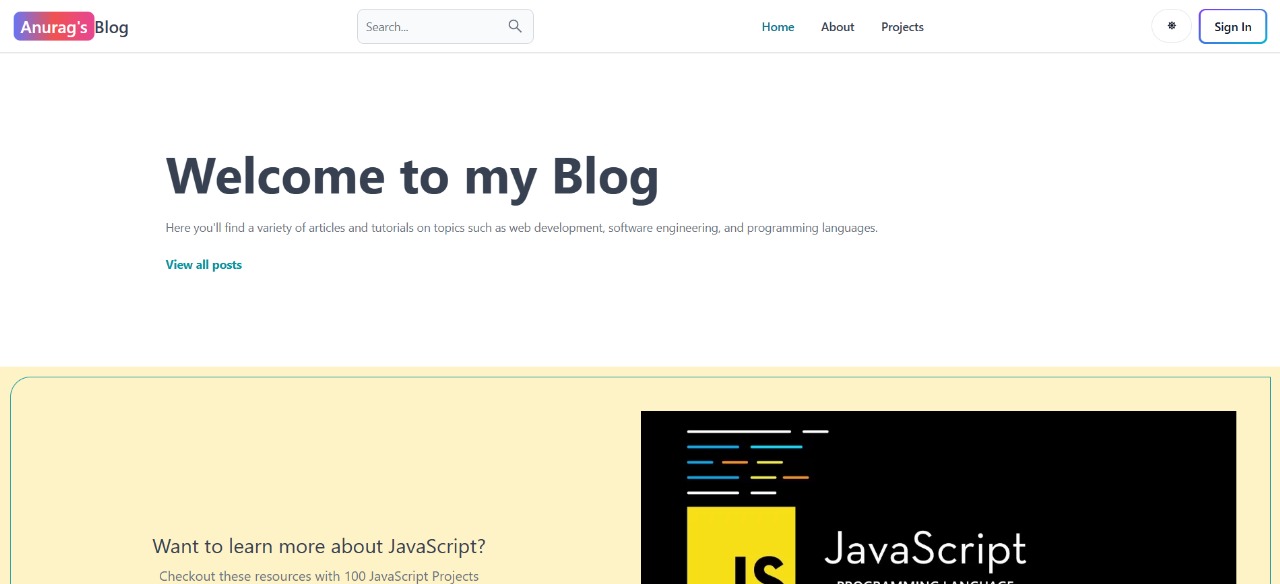 Anurag's Blog
Search...
Home About Projects
Sign In
Welcome to my Blog
Here you'll find a variety of articles and tutorials on topics such as web development, software engineering, and programming languages.
View all posts
Want to learn more about JavaScript?
Checkout these resources with 100 JavaScript Projects
JS
JavaScript
PROGRAMMING LANGUAGE